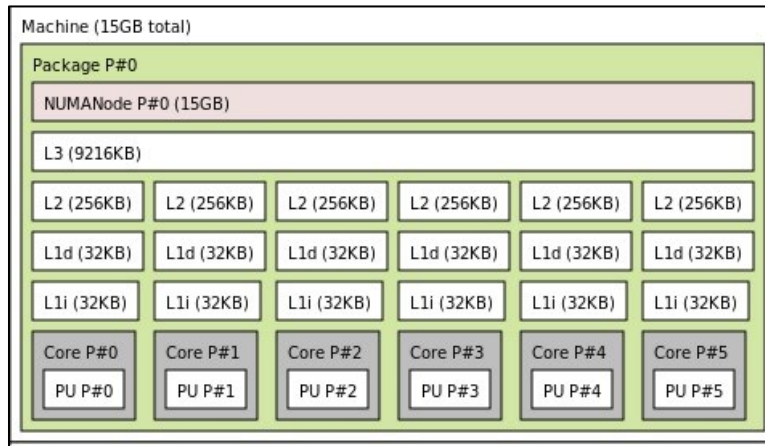 Machine (15GB total)
Package P#0
NUMANode P#0 (15GB)
L3 (9216KB)
L2 (256KB) L2 (256KB) L2 (256KB) L2 (256KB) L2 (256KB) L2 (256KB)
L1d (32KB) L1d (32KB) L1d (32KB) L1d (32KB) L1d (32KB) L1d (32KB)
L1i (32KB) L1i (32KB) L1i (32KB) L1i (32KB) L1i (32KB) L1i (32KB)
Core P#0 Core P#1 Core P#2 Core P#3 Core P#4 Core P#5
PU P#0 PU P#1 PU P#2 PU P#3 PU P#4 PU P#5